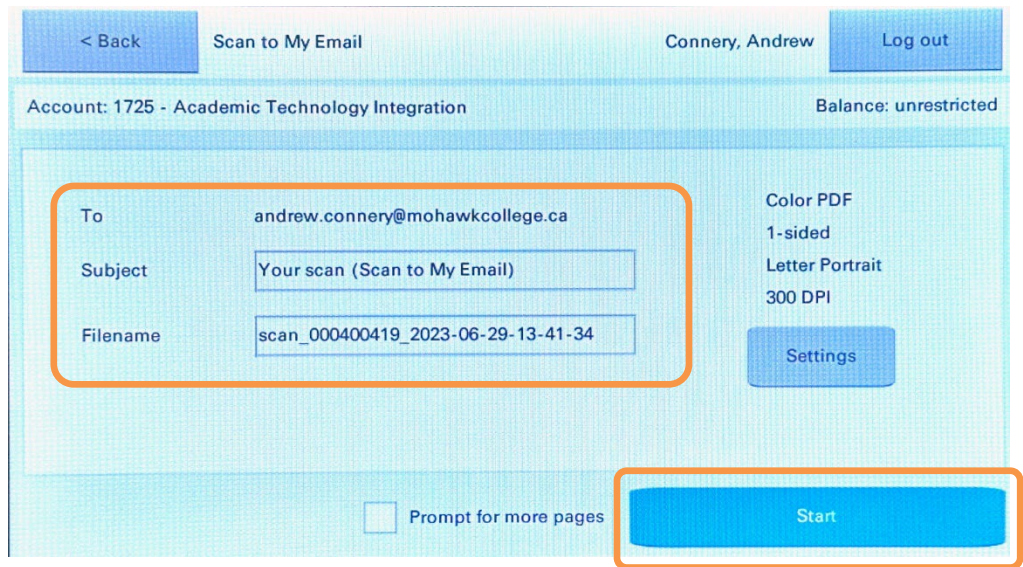 < Back Scan to My Email Connery, Andrew Log out
Account: 1725 - Academic Technology Integration Balance: unrestricted
To andrew.connery@mohawkcollege.ca
Subject Your scan (Scan to My Email)
Filename scan_000400419_2023-06-29-13-41-34
Color PDF
1-sided
Letter Portrait
300 DPI
Settings
Prompt for more pages Start